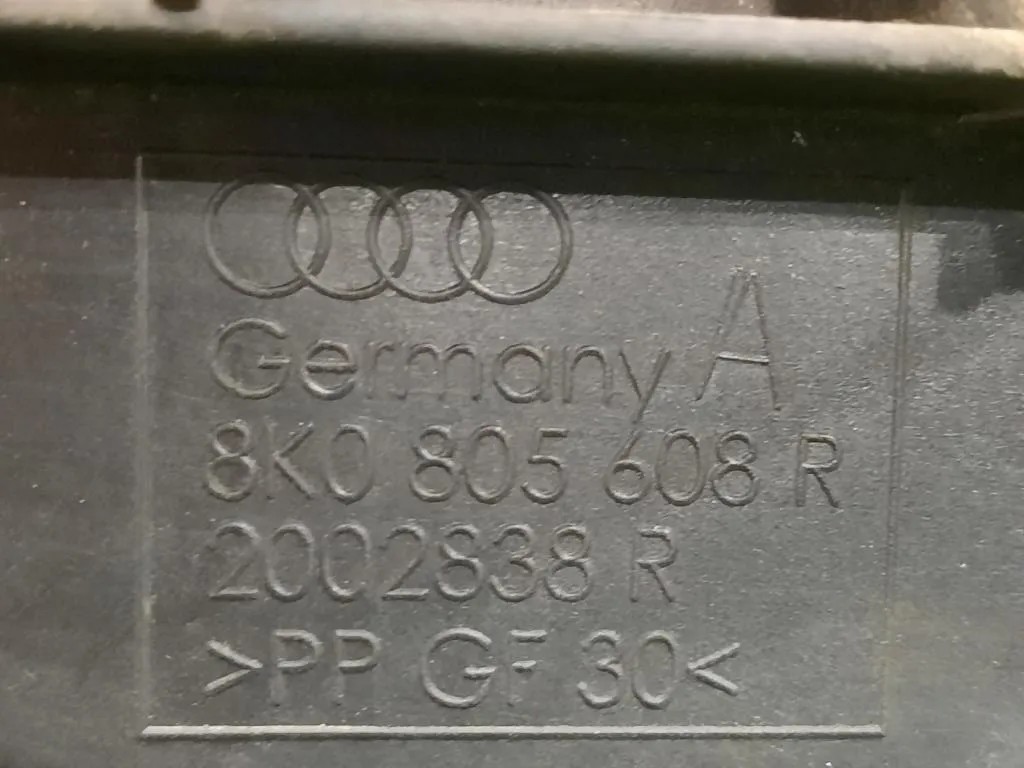 Germany A
8K0 805 608 R
2002838 R
>PP GF 30<